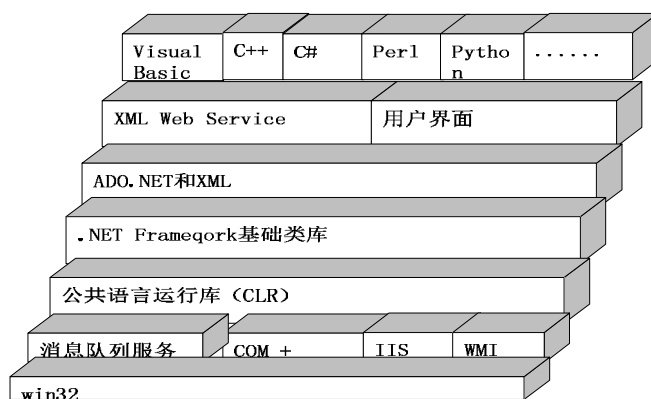 Visual Basic C++ C# Perl Python ......
XML Web Service 用户界面
ADO.NET和XML
.NET Frameqork基础类库
公共语言运行库（CLR）
消息队列服务 COM + IIS WMI
win32